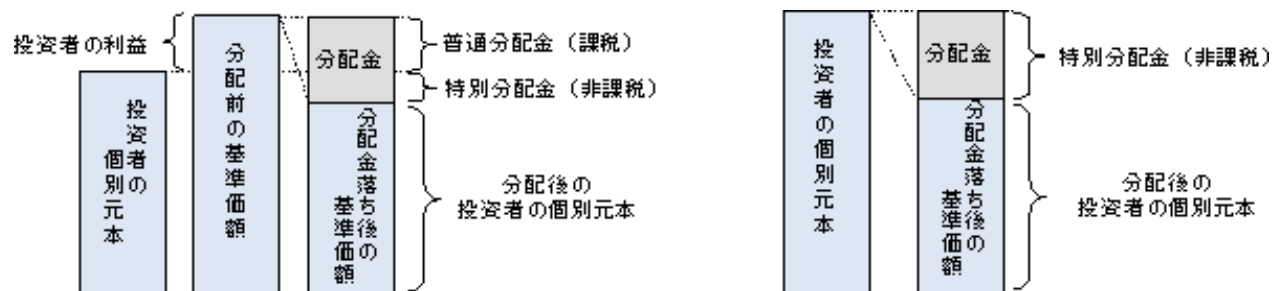 投資者の利益
投資者の
個別元本
分配前の基準価額
分配金
分配金落ち後の
基準価額
普通分配金（課税）
特別分配金（非課税）
分配後の
投資者の個別元本
投資者の個別元本
分配金
分配金落ち後の
基準価額
特別分配金（非課税）
分配後の
投資者の個別元本